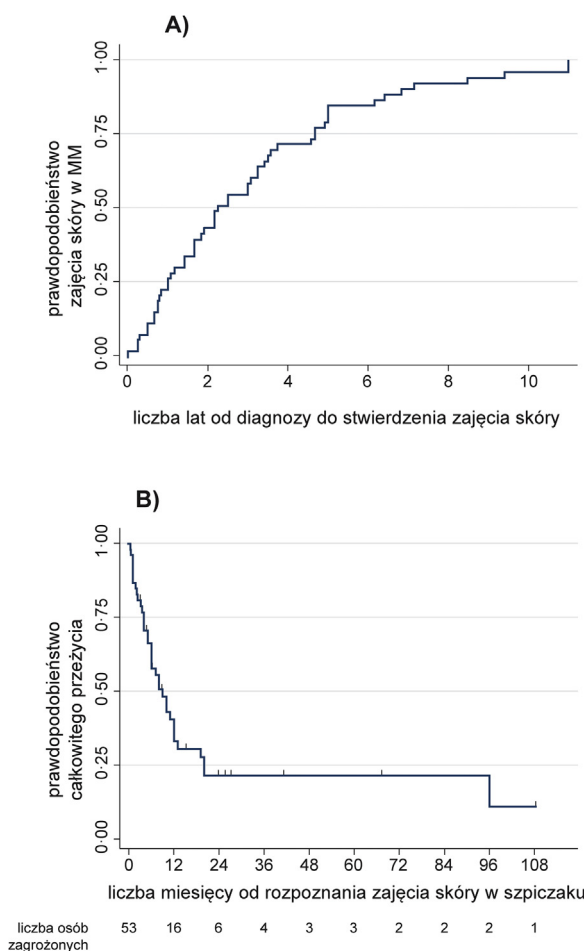 A)
prawdopodobieństwo
zajęcia skóry w MM
1·00
0·75
0·50
0·25
0·00
0 2 4 6 8 10
liczba lat od diagnozy do stwierdzenia zajęcia skóry
B)
prawdopodobieństwo
całkowitego przeżycia
1·00
0·75
0·50
0·25
0·00
0 12 24 36 48 60 72 84 96 108
liczba miesięcy od rozpoznania zajęcia skóry w szpiczaku
liczba osób
zagrożonych
53 16 6 4 3 3 2 2 2 1